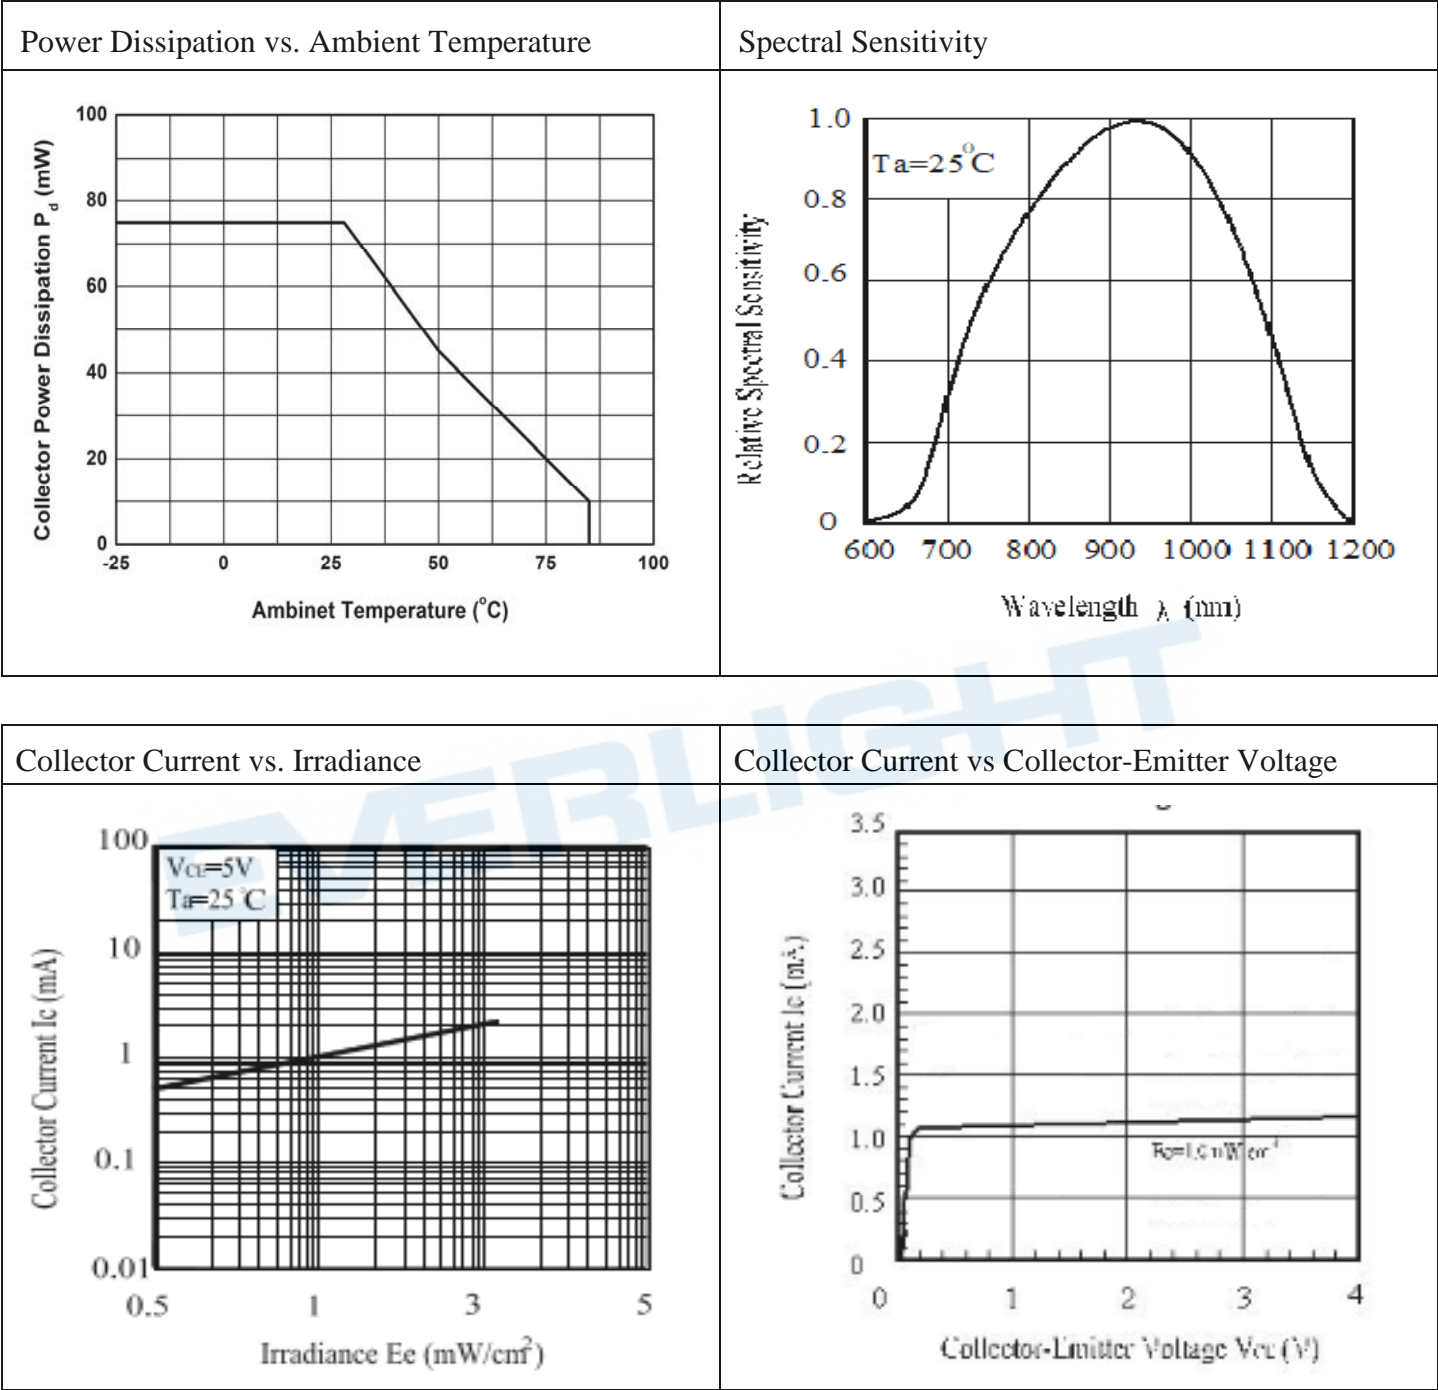 Power Dissipation vs. Ambient Temperature
Spectral Sensitivity
100
80
60
40
20
0
-25 0 25 50 75 100
Collector Power Dissipation Pd (mW)
Ambinet Temperature (°C)
1.0
0.8
0.6
0.4
0.2
0
Ta=25°C
600 700 800 900 1000 1100 1200
Relative Spectral Sensitivity
Wavelength λ (nm)
EVERLIGHT
Collector Current vs. Irradiance
Collector Current vs Collector-Emitter Voltage
100
10
1
0.1
0.01
VCE=5V
Ta=25°C
0.5 1 3 5
Collector Current Ic (mA)
Irradiance Ee (mW/cm²)
3.5
3.0
2.5
2.0
1.5
1.0
0.5
0
0 1 2 3 4
Collector Current Ic (mA)
Collector-Emitter Voltage (V)